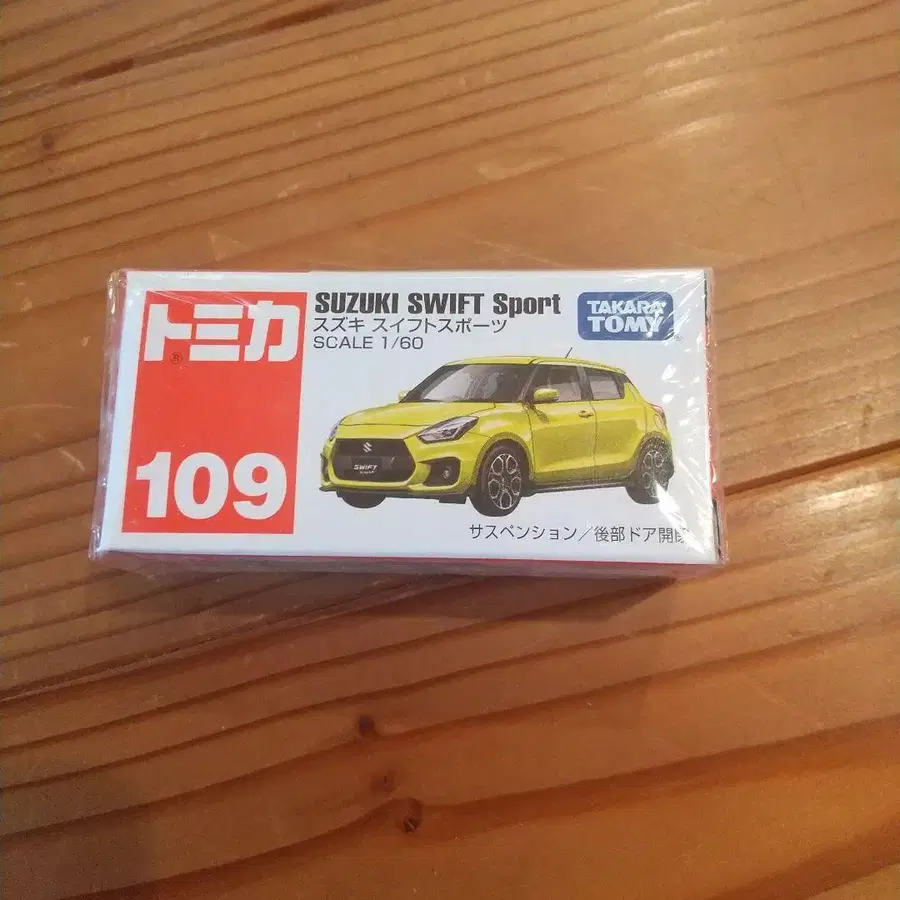 トミカ
®
109
SUZUKI SWIFT Sport
スズキ スイフトスポーツ
SCALE 1/60
TAKARA
TOMY
SWIFT
サスペンション/後部ドア開閉